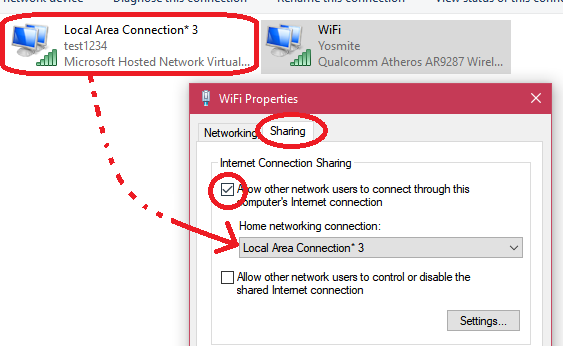 network device Diagnose this connection Rename this connection View status of this connec
Local Area Connection* 3
test1234
Microsoft Hosted Network Virtual...
WiFi
Yosmite
Qualcomm Atheros AR9287 Wirel...
WiFi Properties
Networking Sharing
Internet Connection Sharing
Allow other network users to connect through this
computer's Internet connection
Home networking connection:
Local Area Connection* 3
Allow other network users to control or disable the
shared Internet connection
Settings...